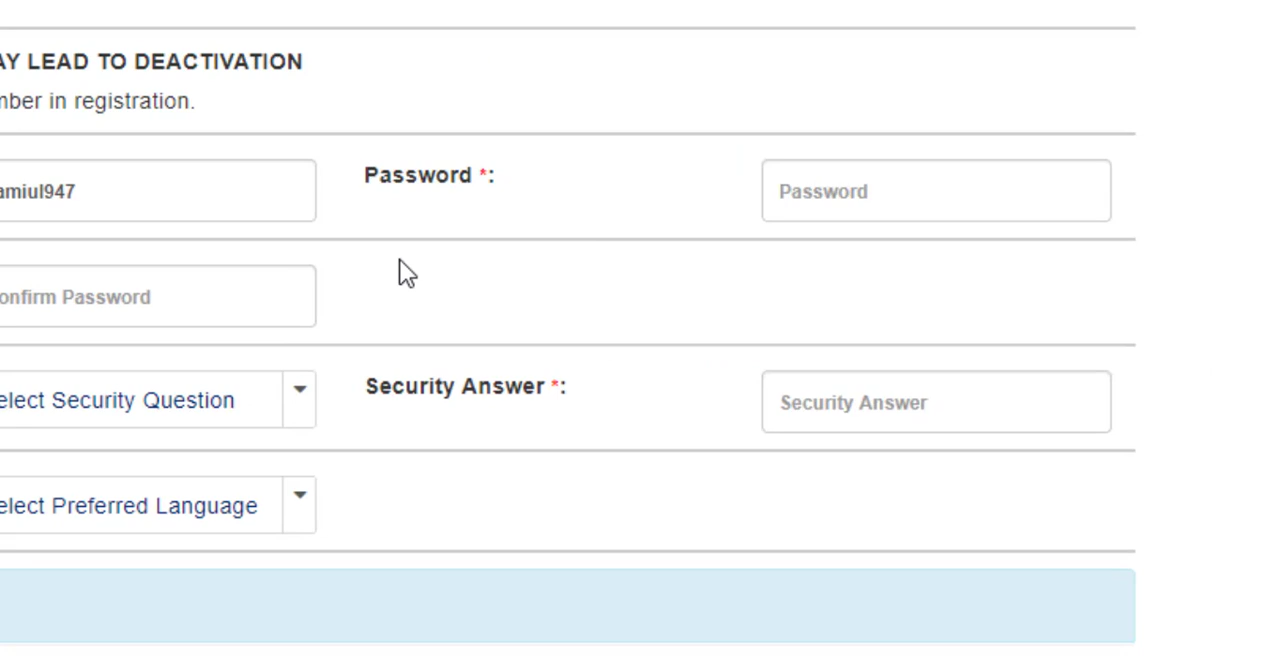 AY LEAD TO DEACTIVATION
mber in registration.
amiul947 Password *: Password
onfirm Password
elect Security Question Security Answer *: Security Answer
elect Preferred Language